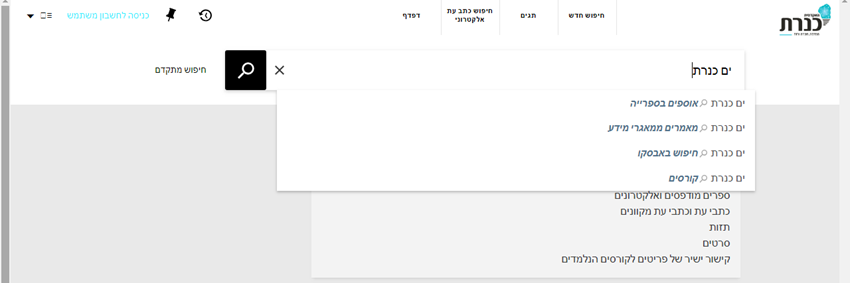 כנרת
חיפוש חדש
תגים
חיפוש כתב עת
אלקטרוני
דפדף
כניסה לחשבון משתמש
ים כנרת
חיפוש מתקדם
ים כנרת אוספים בספרייה
ים כנרת מאמרים ממאגרי מידע
ים כנרת חיפוש באבסקו
ים כנרת קורסים
ספרים מודפסים ואלקטרונים
כתבי עת וכתבי עת מקוונים
תזות
סרטים
קישור ישיר של פריטים לקורסים הנלמדים